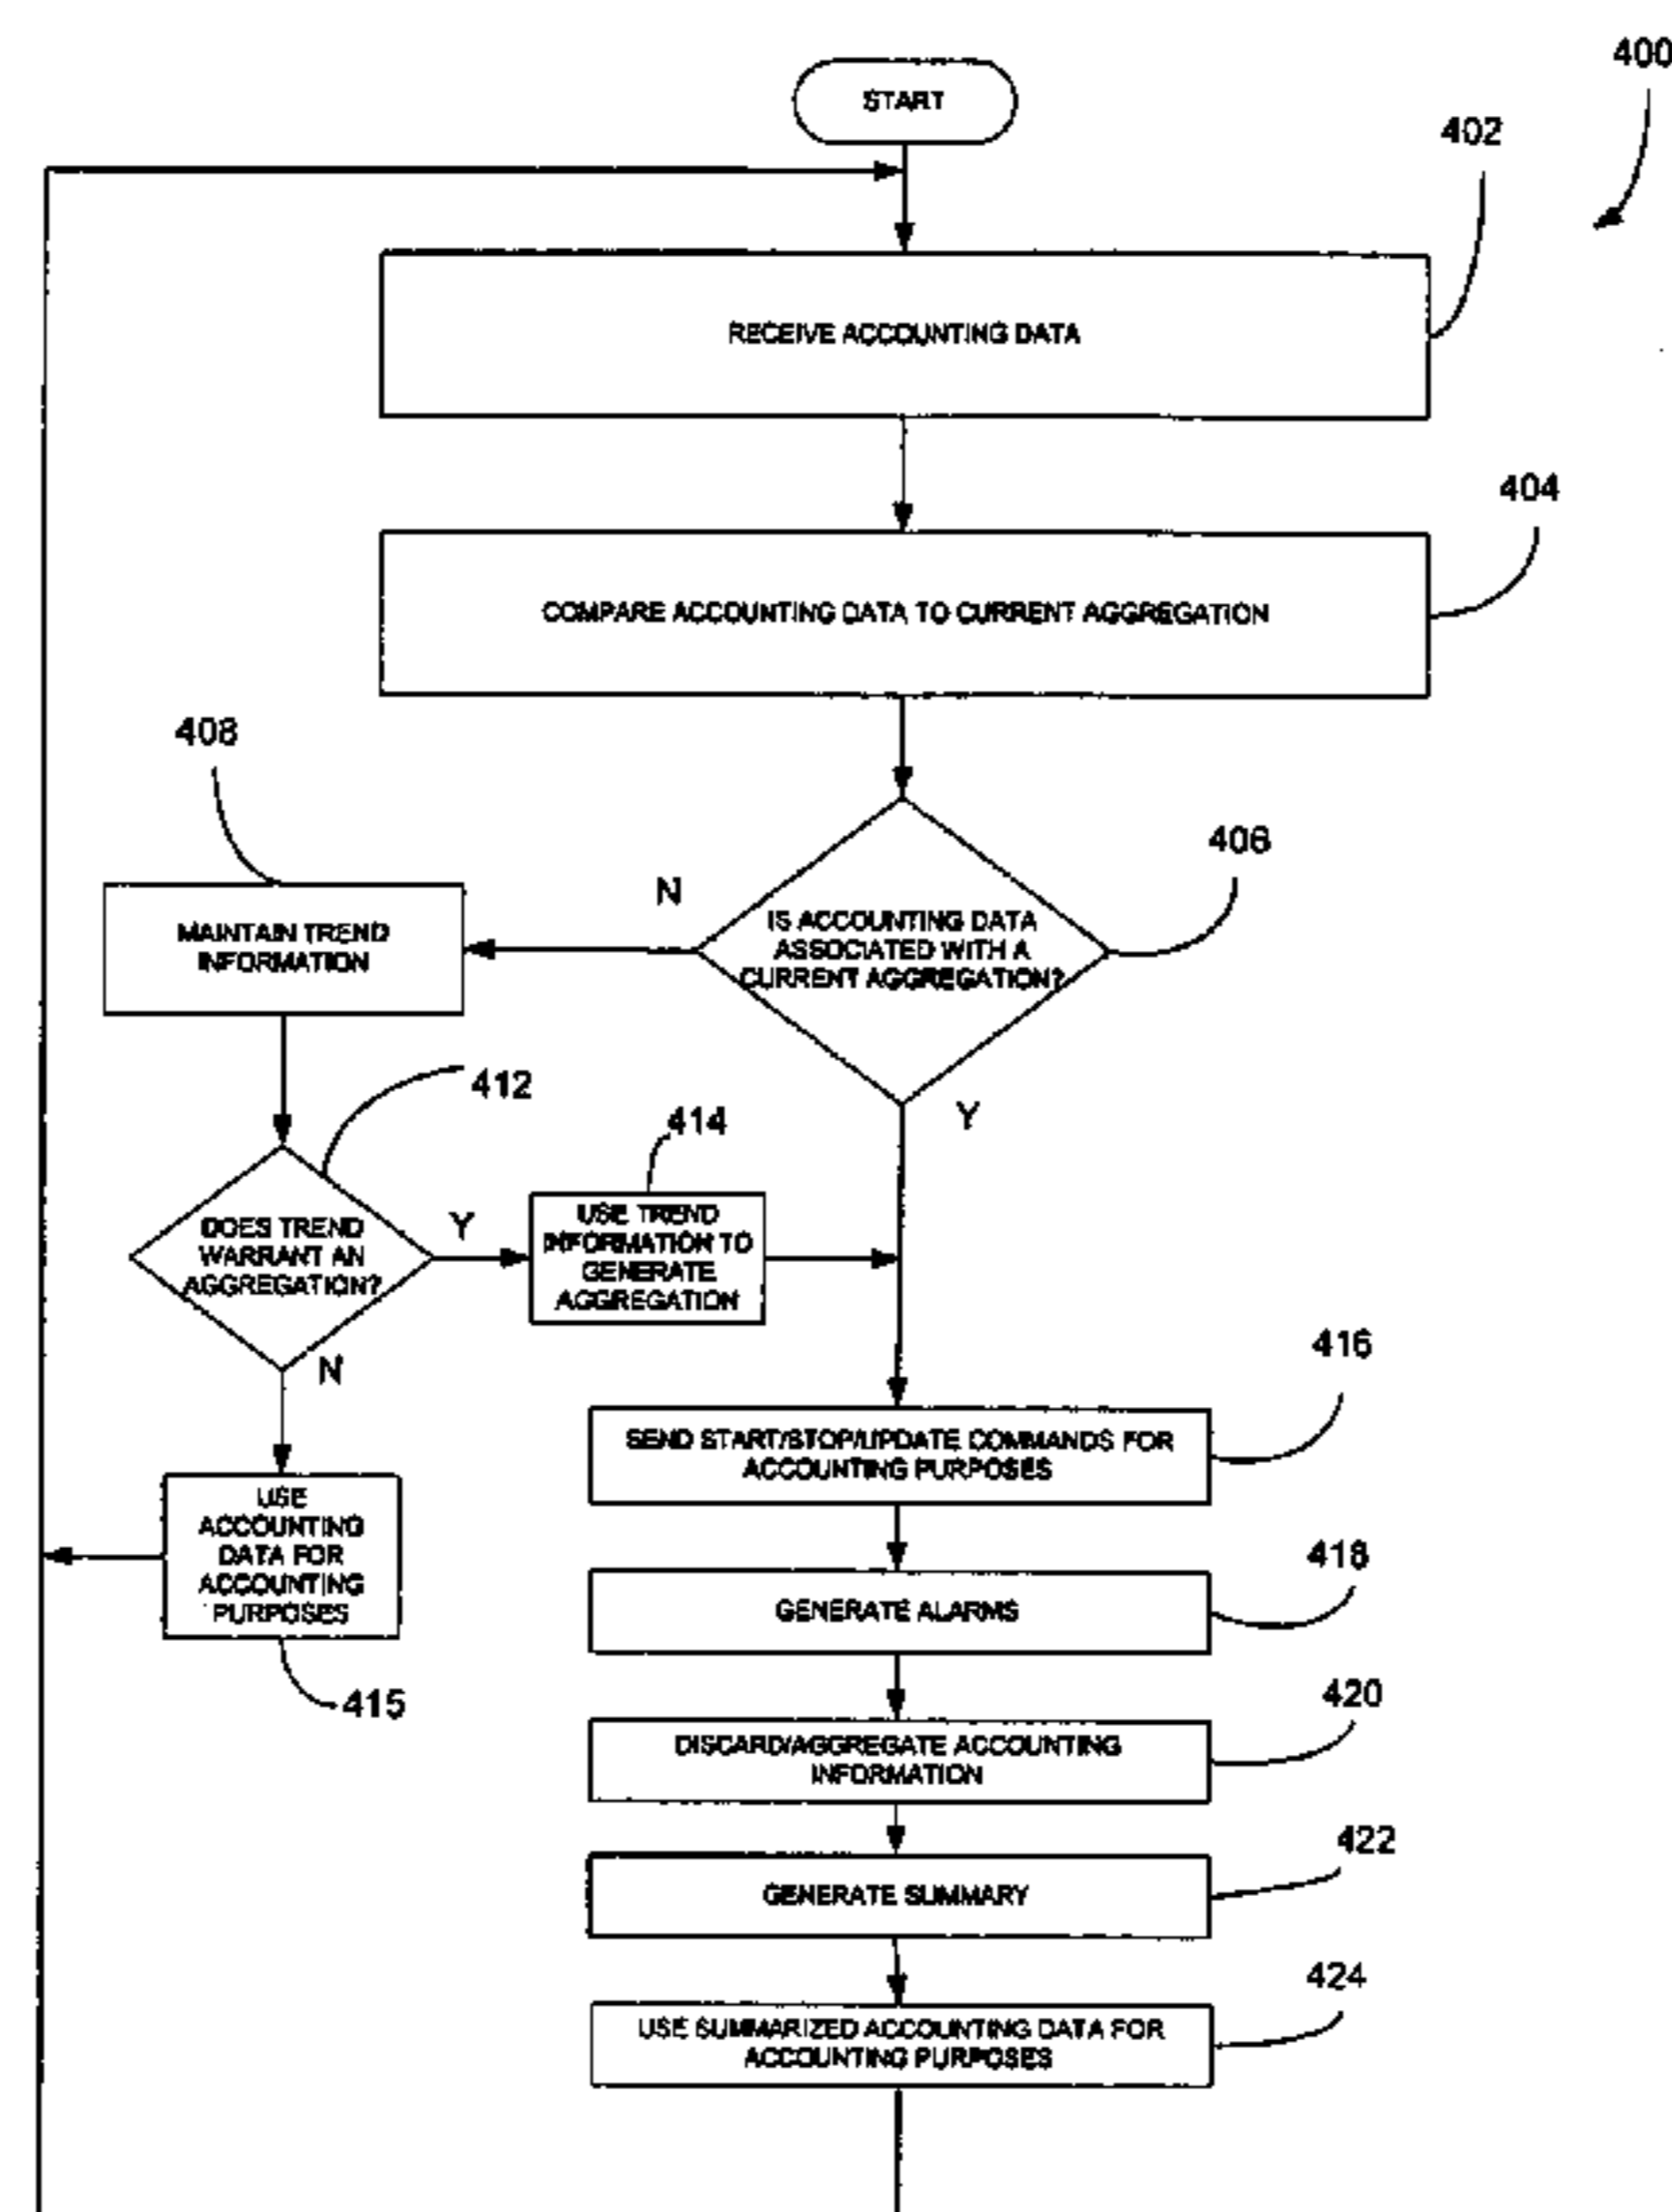 400
START
402
RECEIVE ACCOUNTING DATA
404
COMPARE ACCOUNTING DATA TO CURRENT AGGREGATION
408
406
N
IS ACCOUNTING DATA
ASSOCIATED WITH A
CURRENT AGGREGATION?
MAINTAIN TREND
INFORMATION
Y
412
414
DOES TREND
WARRANT AN
AGGREGATION?
Y
USE TREND
INFORMATION TO
GENERATE
AGGREGATION
N
416
SEND START/STOP/UPDATE COMMANDS FOR
ACCOUNTING PURPOSES
USE
ACCOUNTING
DATA FOR
ACCOUNTING
PURPOSES
415
418
GENERATE ALARMS
420
DISCARD/AGGREGATE ACCOUNTING
INFORMATION
422
GENERATE SUMMARY
424
USE SUMMARIZED ACCOUNTING DATA FOR
ACCOUNTING PURPOSES